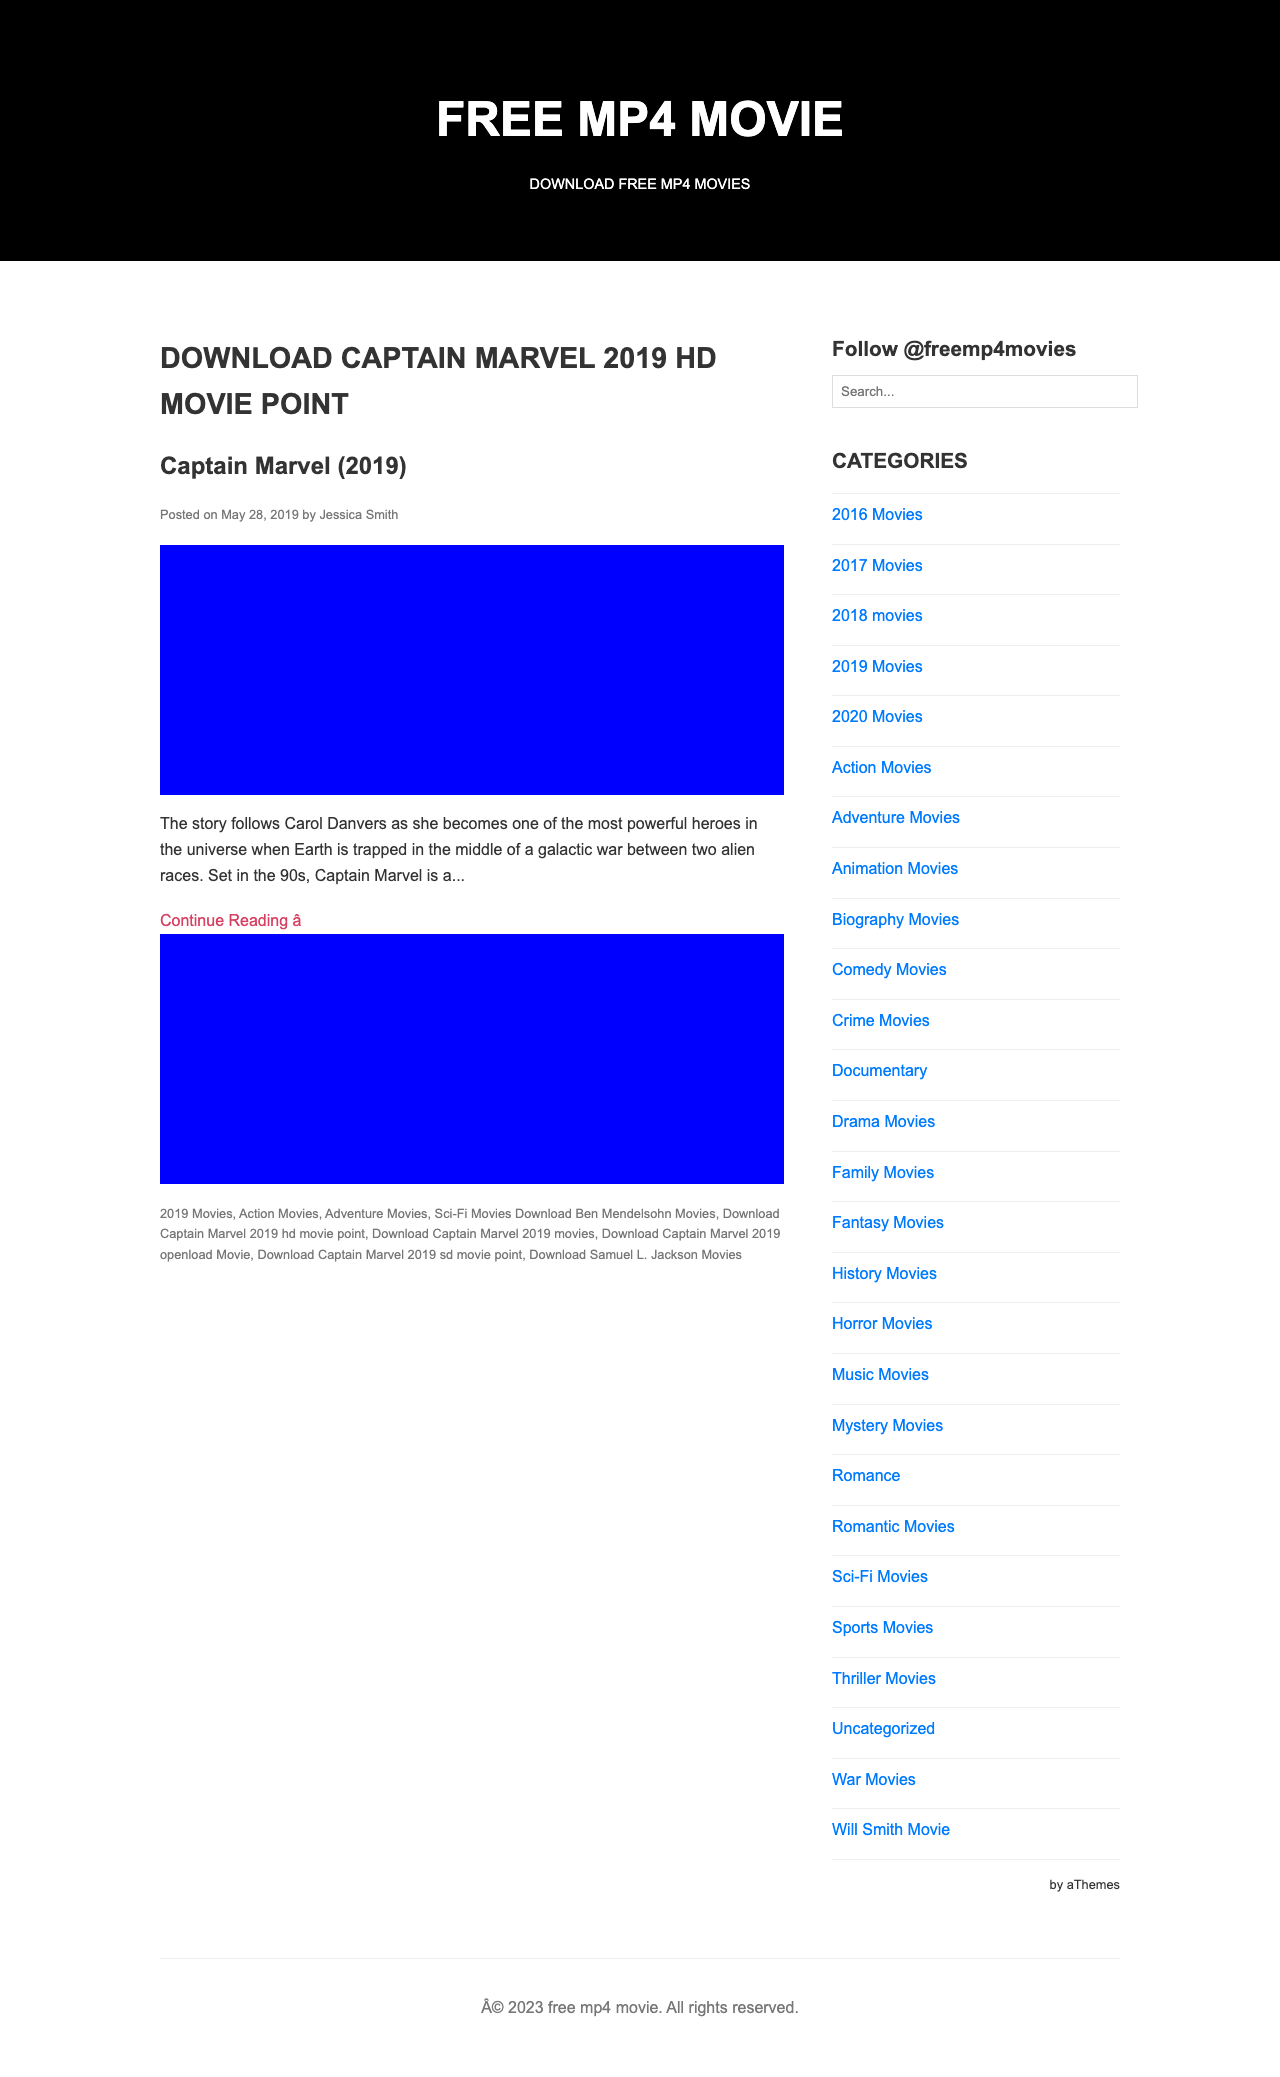 FREE MP4 MOVIE
DOWNLOAD FREE MP4 MOVIES
DOWNLOAD CAPTAIN MARVEL 2019 HD
MOVIE POINT
Captain Marvel (2019)
Posted on May 28, 2019 by Jessica Smith
The story follows Carol Danvers as she becomes one of the most powerful heroes in
the universe when Earth is trapped in the middle of a galactic war between two alien
races. Set in the 90s, Captain Marvel is a...
Continue Reading â
2019 Movies, Action Movies, Adventure Movies, Sci-Fi Movies Download Ben Mendelsohn Movies, Download
Captain Marvel 2019 hd movie point, Download Captain Marvel 2019 movies, Download Captain Marvel 2019
openload Movie, Download Captain Marvel 2019 sd movie point, Download Samuel L. Jackson Movies
Follow @freemp4movies
Search...
CATEGORIES
2016 Movies
2017 Movies
2018 movies
2019 Movies
2020 Movies
Action Movies
Adventure Movies
Animation Movies
Biography Movies
Comedy Movies
Crime Movies
Documentary
Drama Movies
Family Movies
Fantasy Movies
History Movies
Horror Movies
Music Movies
Mystery Movies
Romance
Romantic Movies
Sci-Fi Movies
Sports Movies
Thriller Movies
Uncategorized
War Movies
Will Smith Movie
by aThemes
Â© 2023 free mp4 movie. All rights reserved.